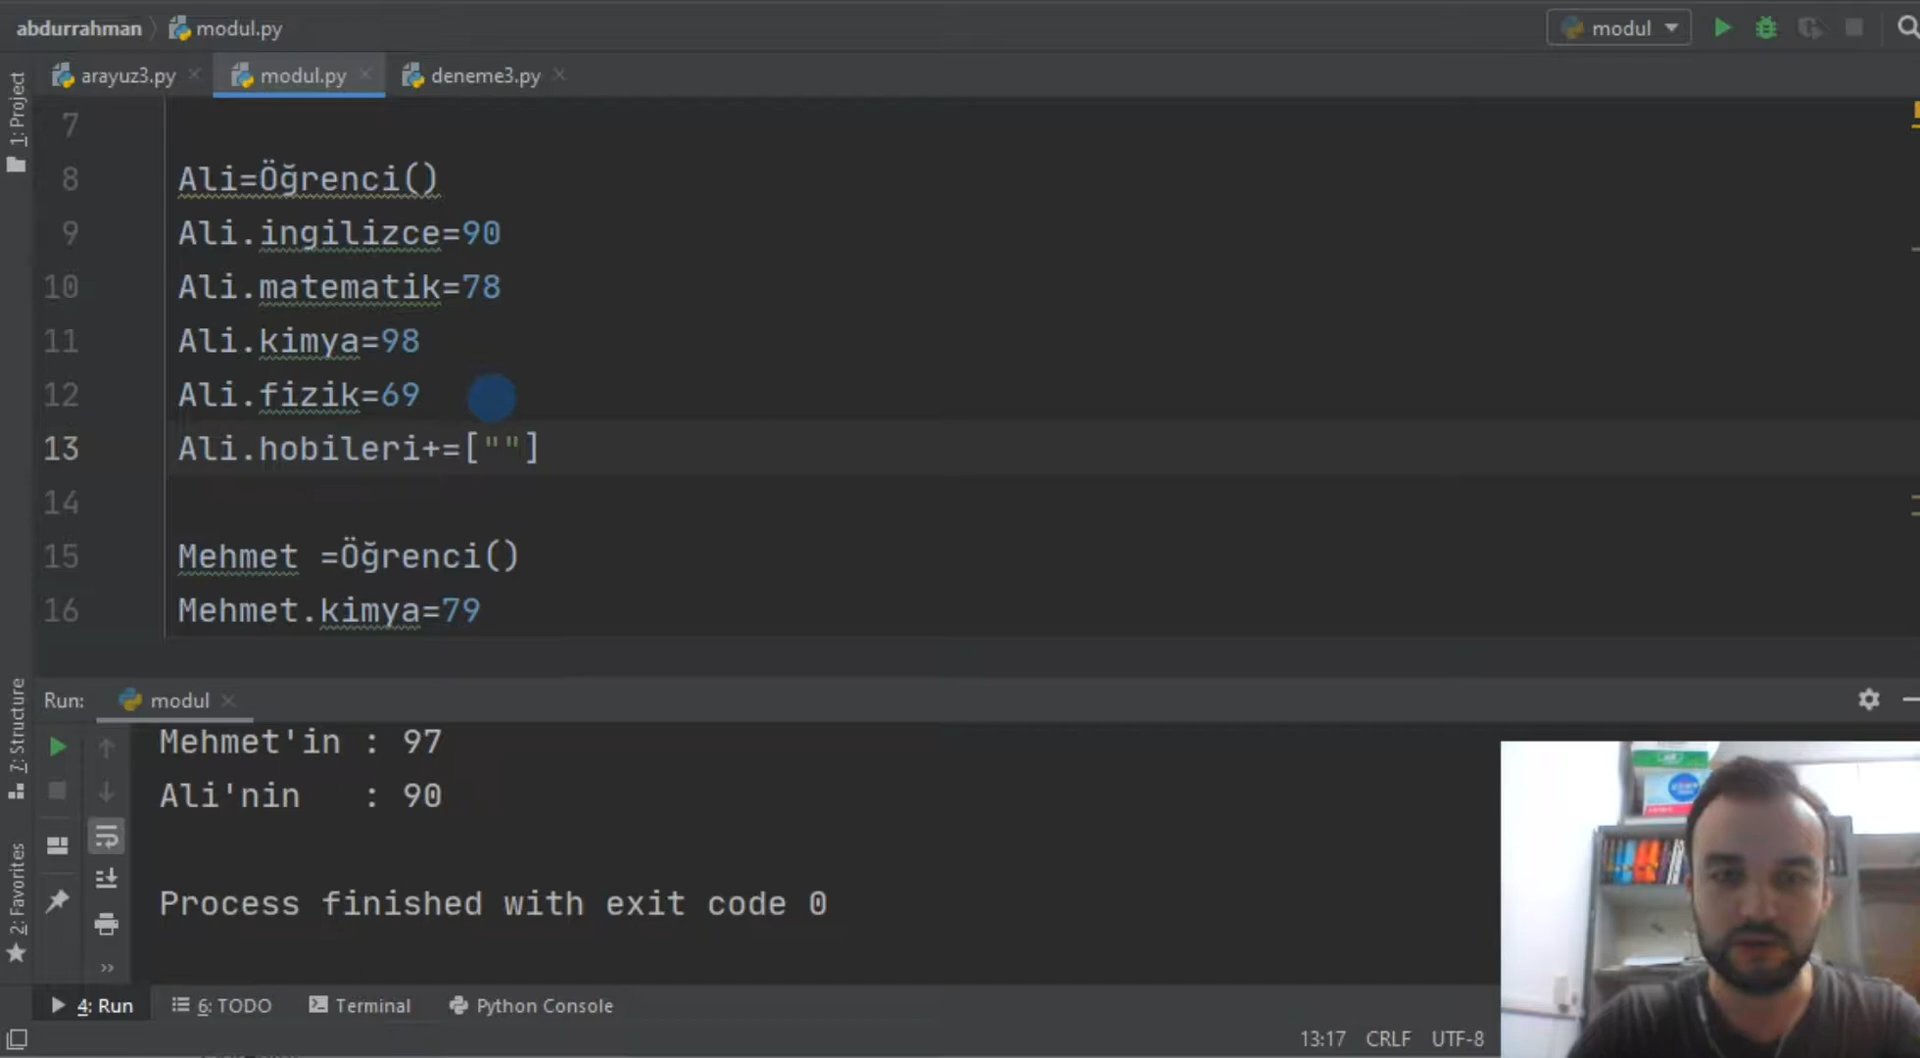 abdurrahman modul.py
modul
arayuz3.py modul.py deneme3.py
1: Project
7
8 Ali=Öğrenci()
9 Ali.ingilizce=90
10 Ali.matematik=78
11 Ali.kimya=98
12 Ali.fizik=69
13 Ali.hobileri+=[""]
14
15 Mehmet =Öğrenci()
16 Mehmet.kimya=79
7: Structure
2: Favorites
Run: modul
Mehmet'in : 97
Ali'nin : 90
Process finished with exit code 0
4: Run 6: TODO Terminal Python Console
13:17 CRLF UTF-8